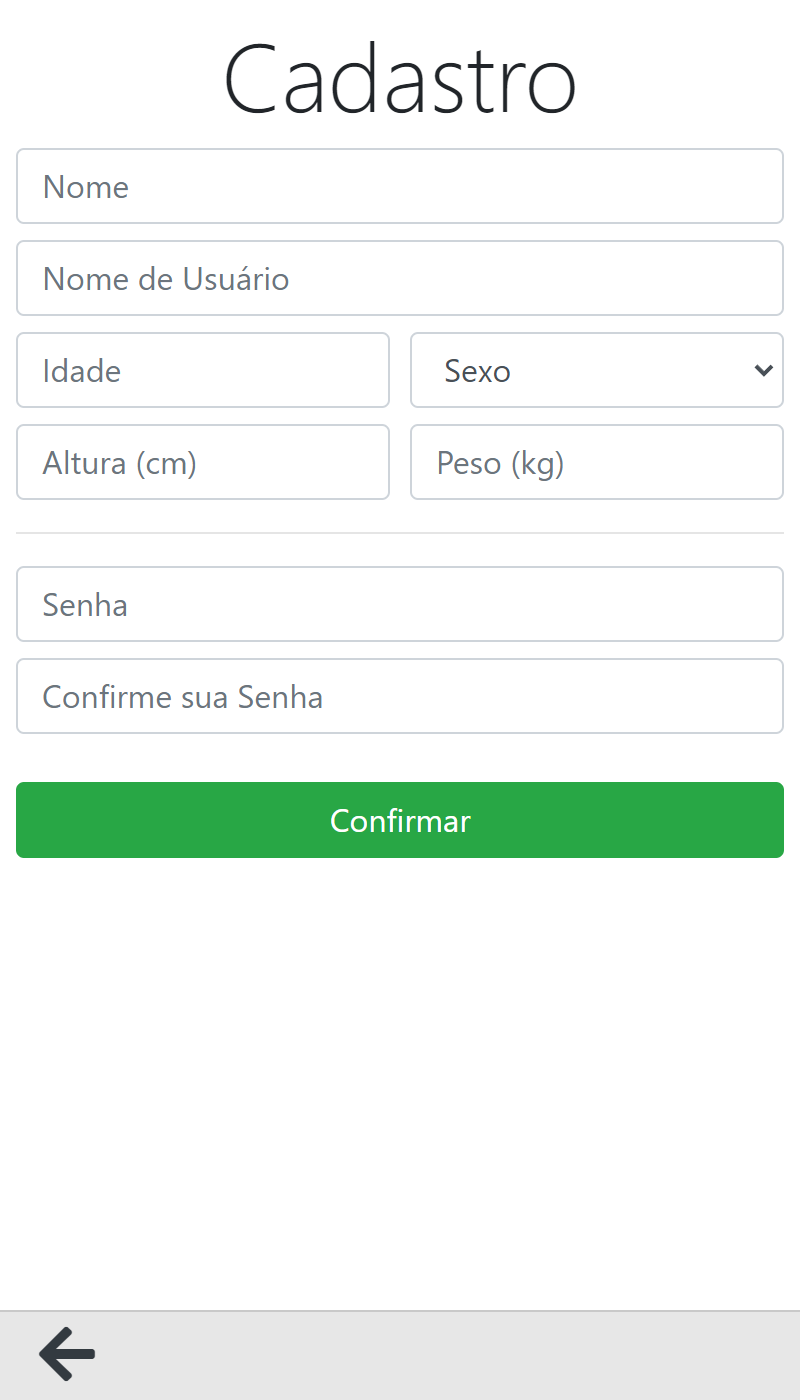 Cadastro
Nome
Nome de Usuário
Idade
Sexo
Altura (cm)
Peso (kg)
Senha
Confirme sua Senha
Confirmar